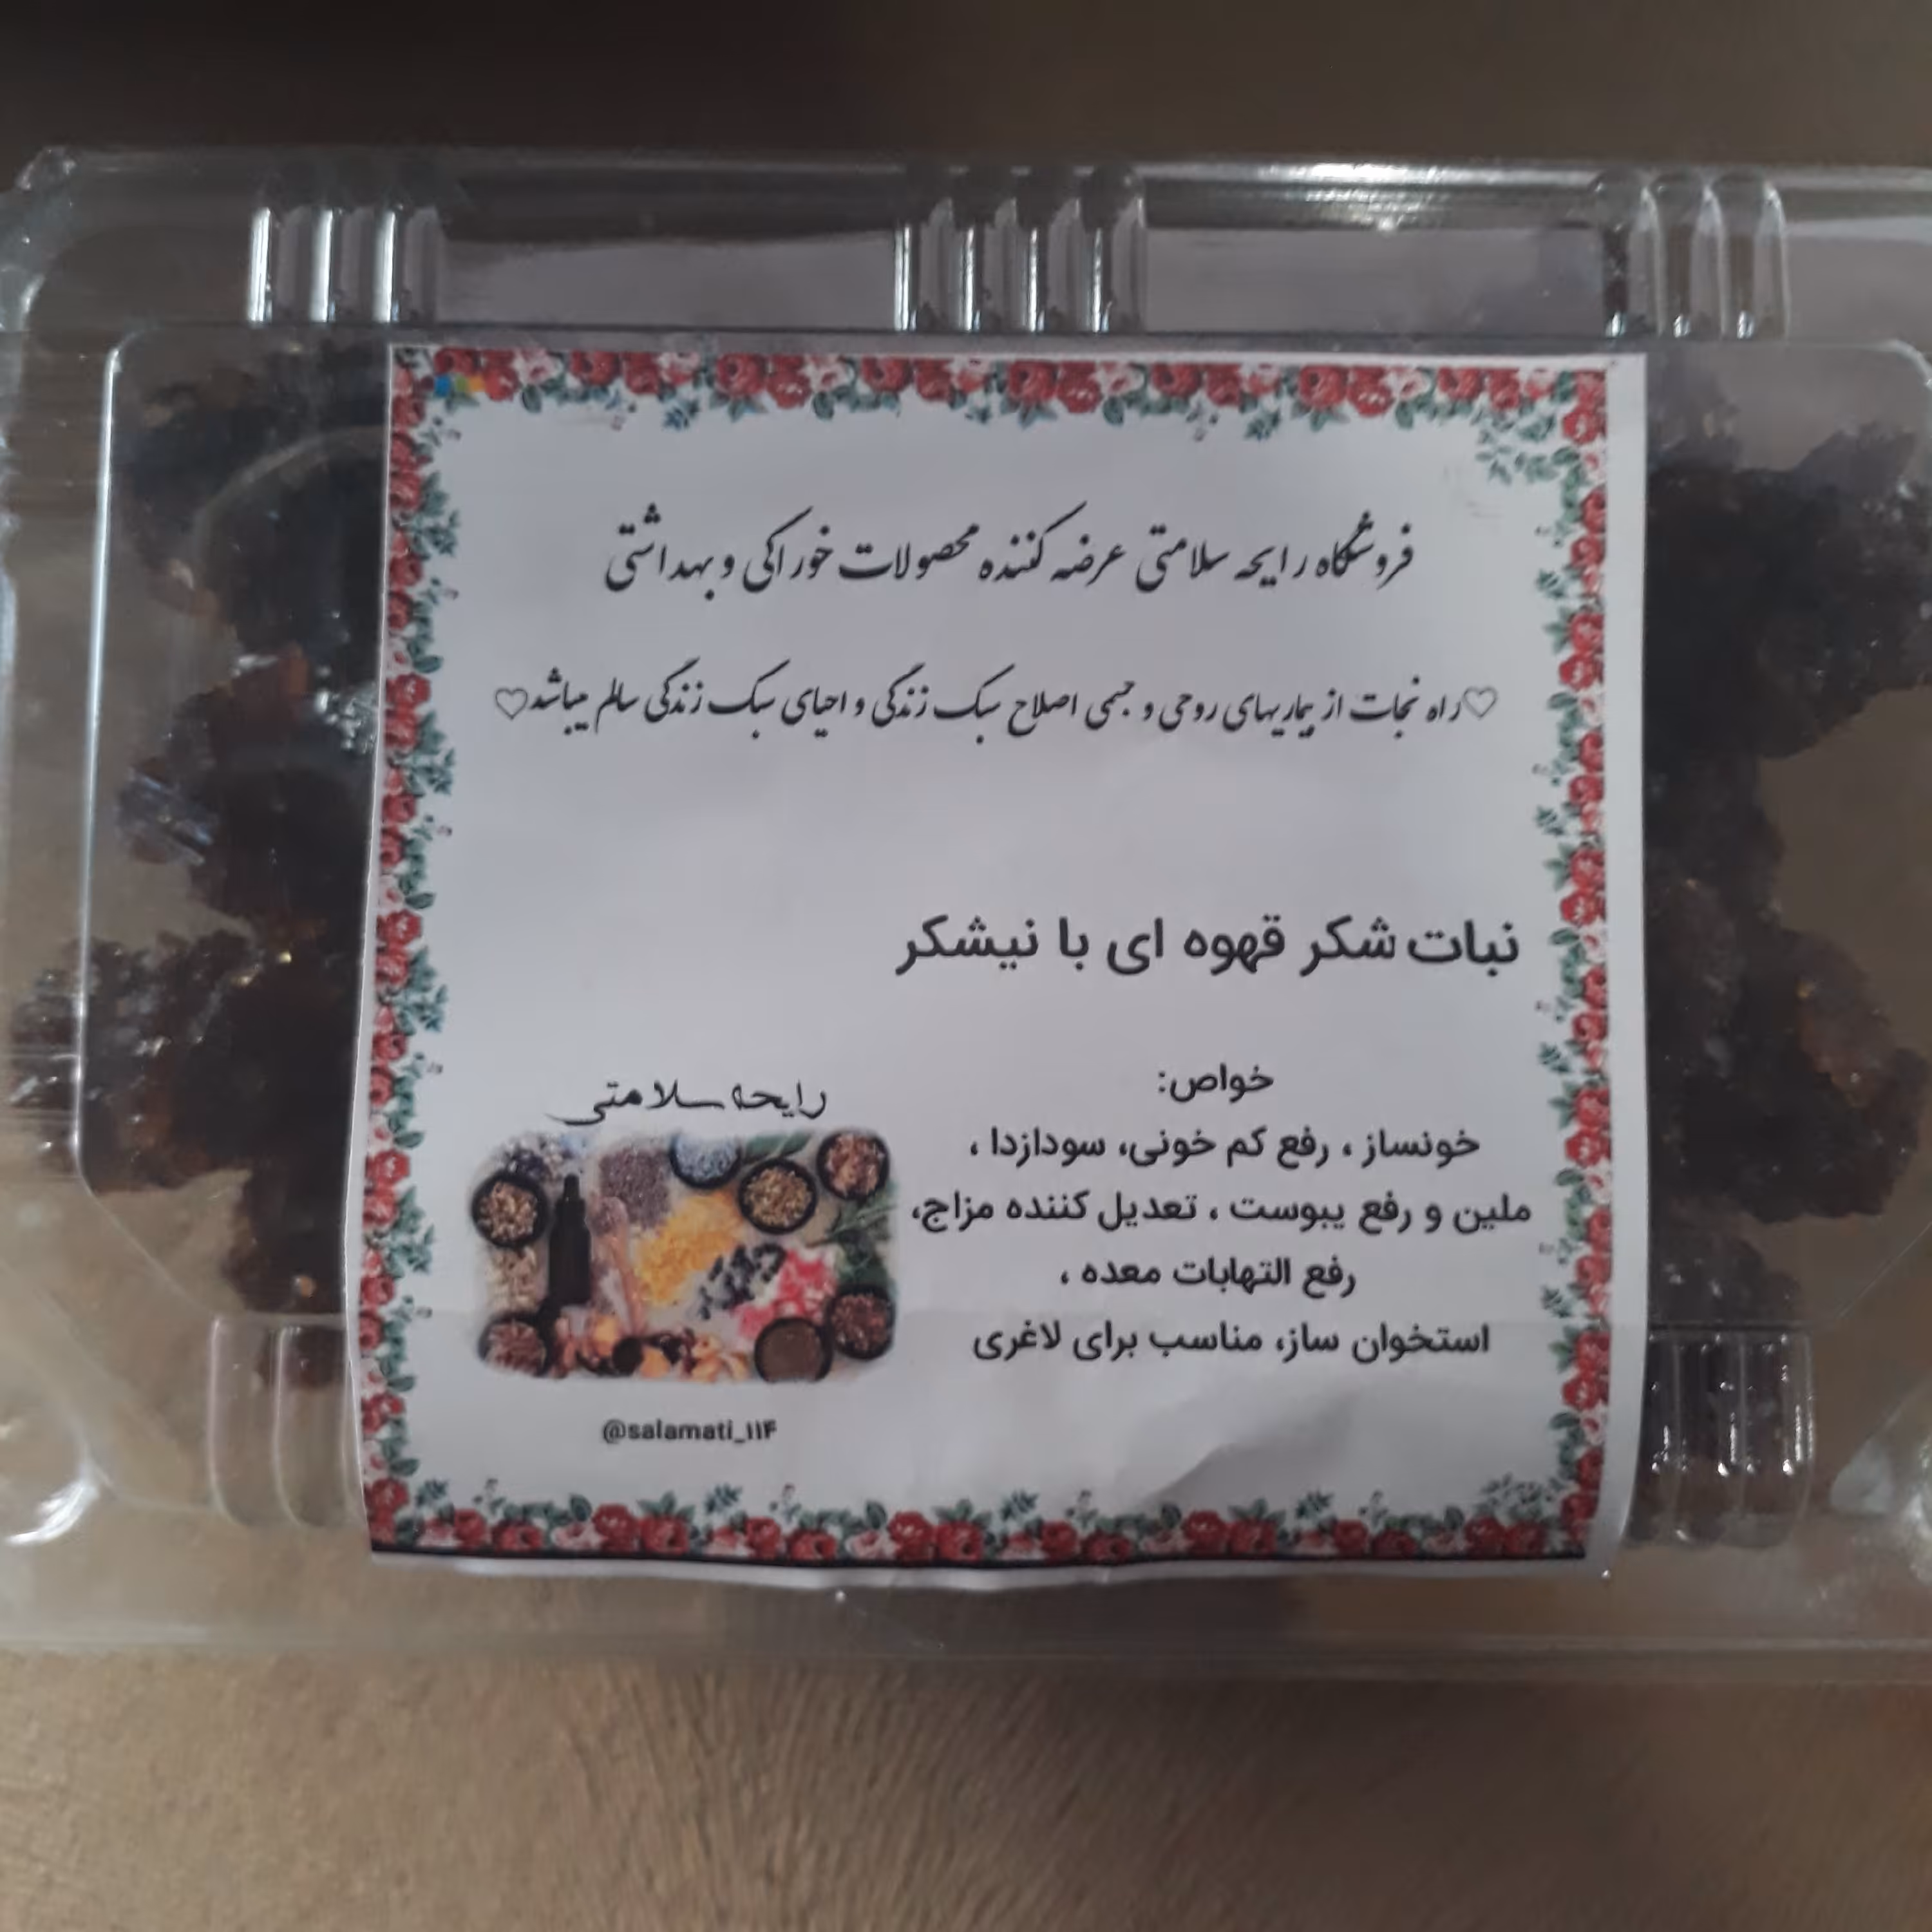 فروشگاه رایحه سلامتی عرضه کننده محصولات خوراکی و بهداشتی
♡راه نجات از بیماریهای روحی و جسمی اصلاح سبک زندگی و احیای سبک زندگی سالم میباشد♡
نبات شکر قهوه ای با نیشکر
خواص:
خونساز ، رفع کم خونی، سودازدا ،
ملین و رفع یبوست ، تعدیل کننده مزاج،
رفع التهابات معده ،
استخوان ساز، مناسب برای لاغری
رایحه سلامتی
@salamati_۱۱۴